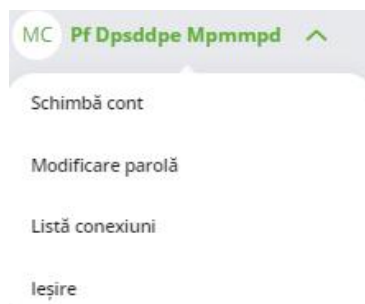 MC Pf Dpsddpe Mpmmpd
Schimbă cont
Modificare parolă
Listă conexiuni
Ieșire